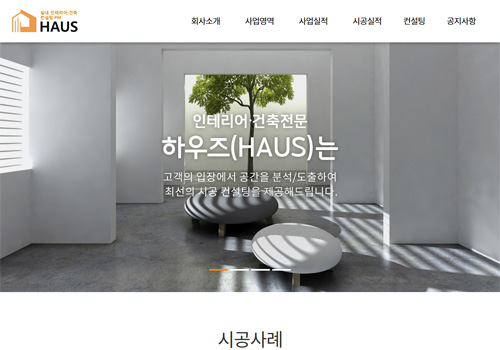 실내 인테리어·건축
컨설팅·PM
HAUS
회사소개
사업영역
사업실적
시공실적
컨설팅
공지사항
인테리어·건축전문
하우즈(HAUS)는
고객의 입장에서 공간을 분석/도출하여
최선의 시공 컨설팅을 제공해드립니다.
시공사례